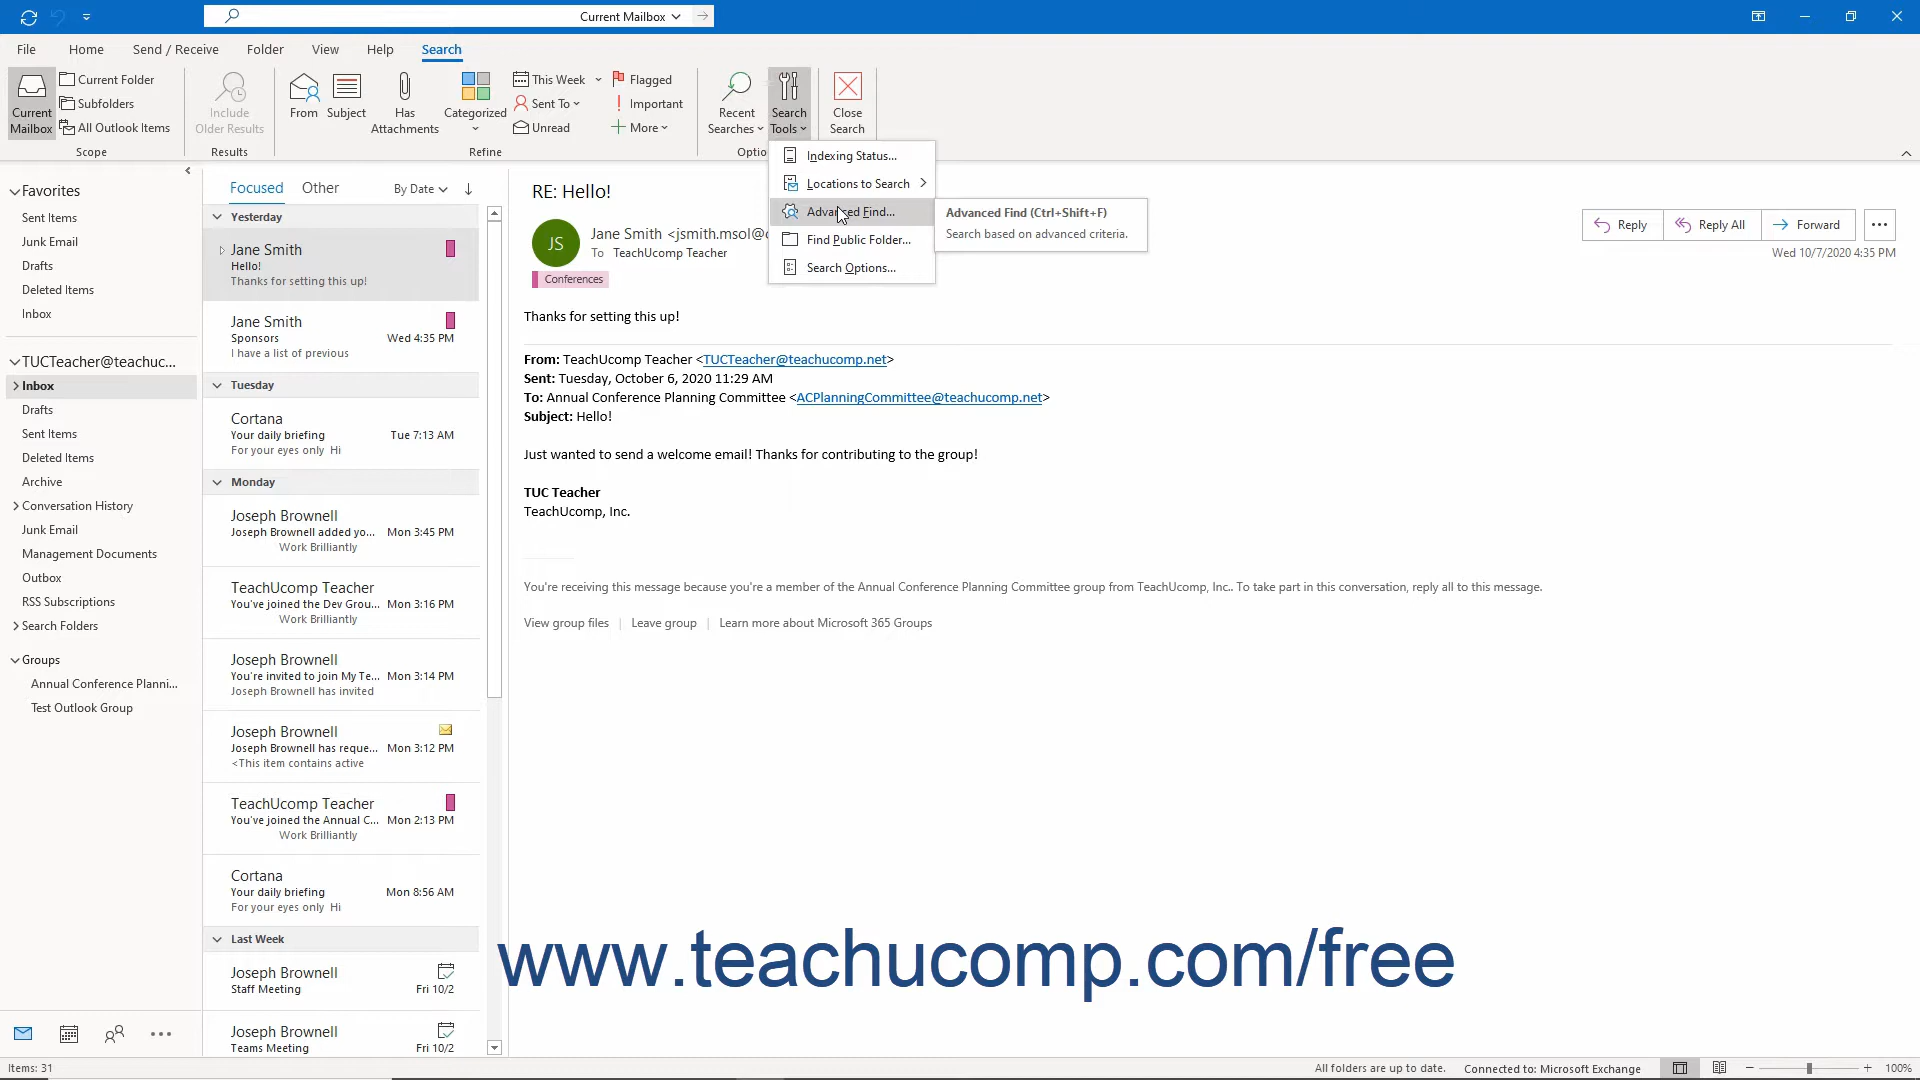 Current Mailbox
File Home Send / Receive Folder View Help Search
Current Mailbox
Current Folder
Subfolders
All Outlook Items
Scope
Include Older Results
Results
From
Subject
Has Attachments
Categorized
This Week
Sent To
Unread
Flagged
Important
More
Refine
Recent Searches
Search Tools
Optio
Close Search
Indexing Status...
Locations to Search
Advanced Find...
Find Public Folder...
Search Options...
Advanced Find (Ctrl+Shift+F)
Search based on advanced criteria.
Favorites
Sent Items
Junk Email
Drafts
Deleted Items
Inbox
TUCTeacher@teachuc...
Inbox
Drafts
Sent Items
Deleted Items
Archive
Conversation History
Junk Email
Management Documents
Outbox
RSS Subscriptions
Search Folders
Groups
Annual Conference Planni...
Test Outlook Group
Focused Other By Date
Yesterday
Jane Smith
Hello!
Thanks for setting this up!
Jane Smith
Sponsors Wed 4:35 PM
I have a list of previous
Tuesday
Cortana
Your daily briefing Tue 7:13 AM
For your eyes only Hi
Monday
Joseph Brownell
Joseph Brownell added yo... Mon 3:45 PM
Work Brilliantly
TeachUcomp Teacher
You've joined the Dev Grou... Mon 3:16 PM
Work Brilliantly
Joseph Brownell
You're invited to join My Te... Mon 3:14 PM
Joseph Brownell has invited
Joseph Brownell
Joseph Brownell has reque... Mon 3:12 PM
<This item contains active
TeachUcomp Teacher
You've joined the Annual C... Mon 2:13 PM
Work Brilliantly
Cortana
Your daily briefing Mon 8:56 AM
For your eyes only Hi
Last Week
Joseph Brownell
Staff Meeting Fri 10/2
Joseph Brownell
Teams Meeting Fri 10/2
RE: Hello!
JS
Jane Smith <jsmith.msol@
To TeachUcomp Teacher
Conferences
Reply Reply All Forward
Wed 10/7/2020 4:35 PM
Thanks for setting this up!
From: TeachUcomp Teacher <TUCTeacher@teachucomp.net>
Sent: Tuesday, October 6, 2020 11:29 AM
To: Annual Conference Planning Committee <ACPlanningCommittee@teachucomp.net>
Subject: Hello!
Just wanted to send a welcome email! Thanks for contributing to the group!
TUC Teacher
TeachUcomp, Inc.
You're receiving this message because you're a member of the Annual Conference Planning Committee group from TeachUcomp, Inc.. To take part in this conversation, reply all to this message.
View group files | Leave group | Learn more about Microsoft 365 Groups
www.teachucomp.com/free
Items: 31
All folders are up to date. Connected to: Microsoft Exchange 100%